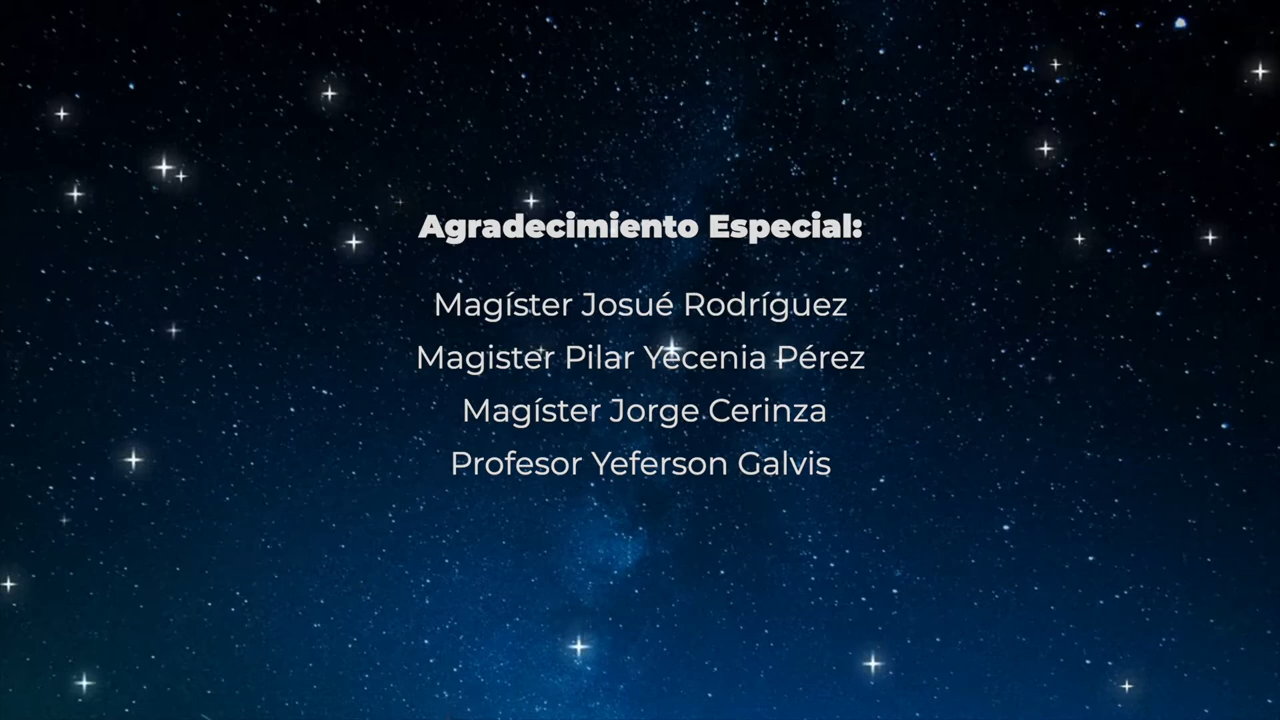 Agradecimiento Especial:
Magíster Josué Rodríguez
Magister Pilar Yecenia Pérez
Magíster Jorge Cerinza
Profesor Yeferson Galvis